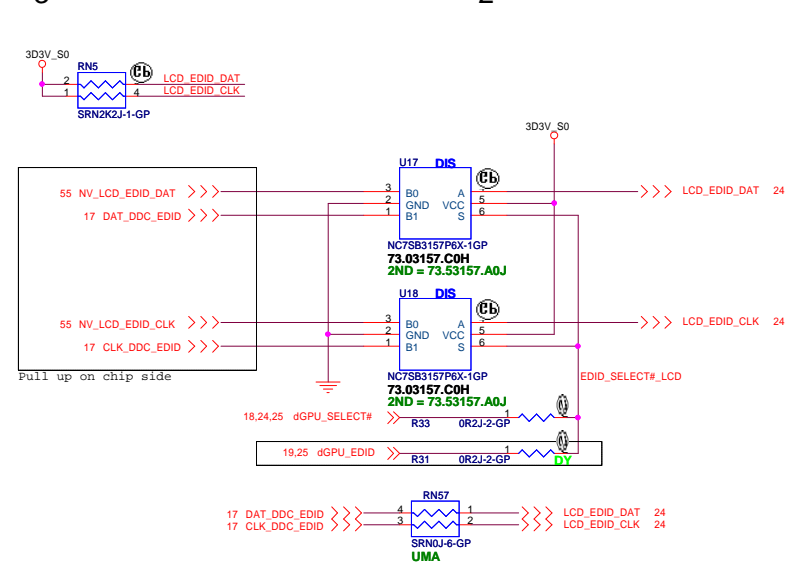 3D3V_S0
RN5
2 LCD_EDID_DAT
1 4 LCD_EDID_CLK
SRN2K2J-1-GP
3D3V_S0
U17 DIS
55 NV_LCD_EDID_DAT 3 B0 A LCD_EDID_DAT 24
2 GND VCC 5
17 DAT_DDC_EDID 1 B1 S 6
NC7SB3157P6X-1GP
73.03157.C0H
2ND = 73.53157.A0J
U18 DIS
55 NV_LCD_EDID_CLK 3 B0 A LCD_EDID_CLK 24
2 GND VCC 5
17 CLK_DDC_EDID 1 B1 S 6
Pull up on chip side
NC7SB3157P6X-1GP
EDID_SELECT#_LCD
73.03157.C0H
2ND = 73.53157.A0J
18,24,25 dGPU_SELECT# 1
R33 0R2J-2-GP
19,25 dGPU_EDID 1
R31 0R2J-2-GP DY
RN57
17 DAT_DDC_EDID 4 1 LCD_EDID_DAT 24
17 CLK_DDC_EDID 3 2 LCD_EDID_CLK 24
SRN0J-6-GP
UMA